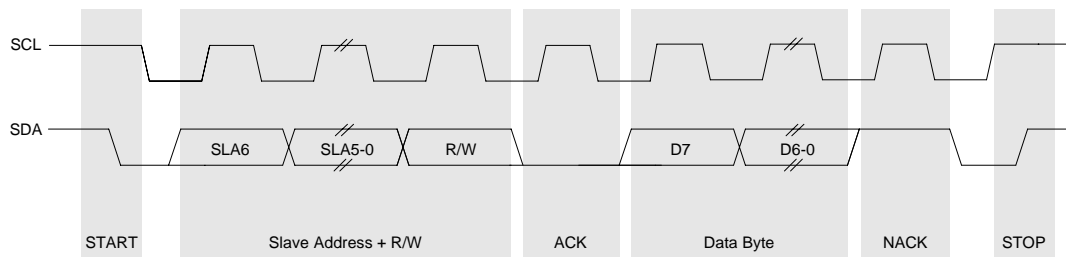 SCL
SDA
SLA6 SLA5-0 R/W D7 D6-0
START Slave Address + R/W ACK Data Byte NACK STOP